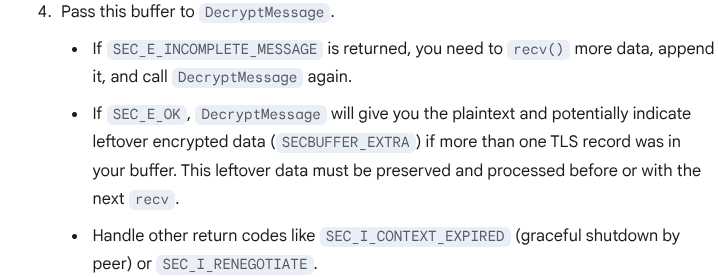 4. Pass this buffer to DecryptMessage.
• If SEC_E_INCOMPLETE_MESSAGE is returned, you need to recv() more data, append
it, and call DecryptMessage again.
• If SEC_E_OK, DecryptMessage will give you the plaintext and potentially indicate
leftover encrypted data (SECBUFFER_EXTRA) if more than one TLS record was in
your buffer. This leftover data must be preserved and processed before or with the
next recv.
• Handle other return codes like SEC_I_CONTEXT_EXPIRED (graceful shutdown by
peer) or SEC_I_RENEGOTIATE.